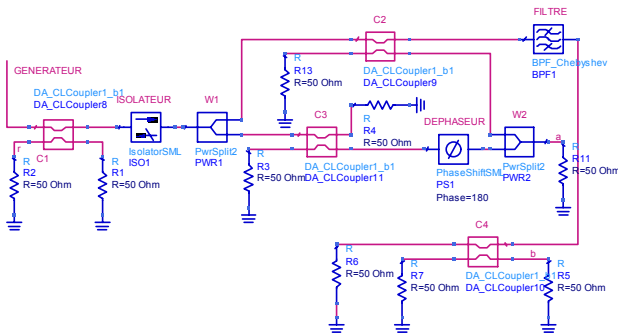 FILTRE
C2
BPF_Chebyshev
BPF1
GENERATEUR
R
R13
R=50 Ohm
DA_CLCoupler1_b1
DA_CLCoupler9
DA_CLCoupler1_b1
DA_CLCoupler8
ISOLATEUR
W1
C3
R
R4
R=50 Ohm
DEPHASEUR
W2
r
C1
IsolatorSML
ISO1
PwrSplit2
PWR1
a
R
R2
R=50 Ohm
R
R1
R=50 Ohm
R
R3
R=50 Ohm
DA_CLCoupler1_b1
DA_CLCoupler11
PhaseShiftSML
PS1
Phase=180
PwrSplit2
PWR2
R
R11
R=50 Ohm
C4
b
R
R6
R=50 Ohm
R
R7
R=50 Ohm
DA_CLCoupler1_b1
DA_CLCoupler10
R
R5
R=50 Ohm